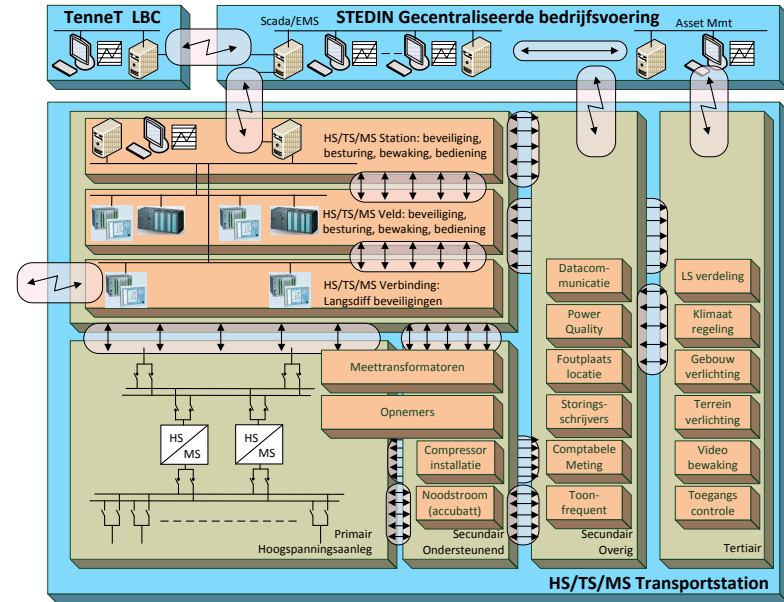 TenneT LBC
Scada/EMS
STEDIN Gecentraliseerde bedrijfsvoering
Asset Mmt
HS/TS/MS Station: beveiliging,
besturing, bewaking, bediening
HS/TS/MS Veld: beveiliging,
besturing, bewaking, bediening
HS/TS/MS Verbinding:
Langsdiff beveiligingen
Meettransformatoren
Opnemers
Compressor
installatie
Noodstroom
(accubatt)
HS
MS
HS
MS
Primair
Hoogspanningsaanleg
Secundair
Ondersteunend
Datacom-
municatie
Power
Quality
Foutplaats
locatie
Storings-
schrijvers
Comptabele
Meting
Toon-
frequent
Secundair
Overig
LS verdeling
Klimaat
regeling
Gebouw
verlichting
Terrein
verlichting
Video
bewaking
Toegangs
controle
Tertiair
HS/TS/MS Transportstation